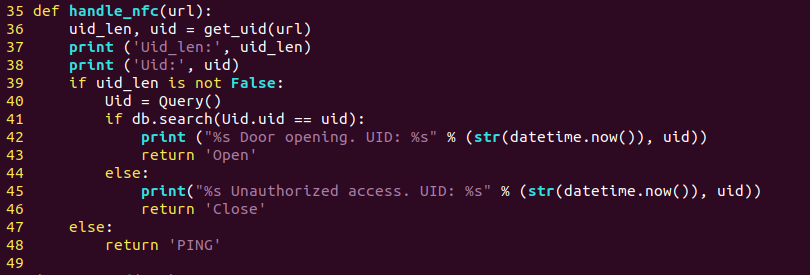 35 def handle_nfc(url):
36     uid_len, uid = get_uid(url)
37     print ('Uid_len:', uid_len)
38     print ('Uid:', uid)
39     if uid_len is not False:
40         Uid = Query()
41         if db.search(Uid.uid == uid):
42             print ("%s Door opening. UID: %s" % (str(datetime.now()), uid))
43             return 'Open'
44         else:
45             print("%s Unauthorized access. UID: %s" % (str(datetime.now()), uid))
46             return 'Close'
47     else:
48         return 'PING'
49